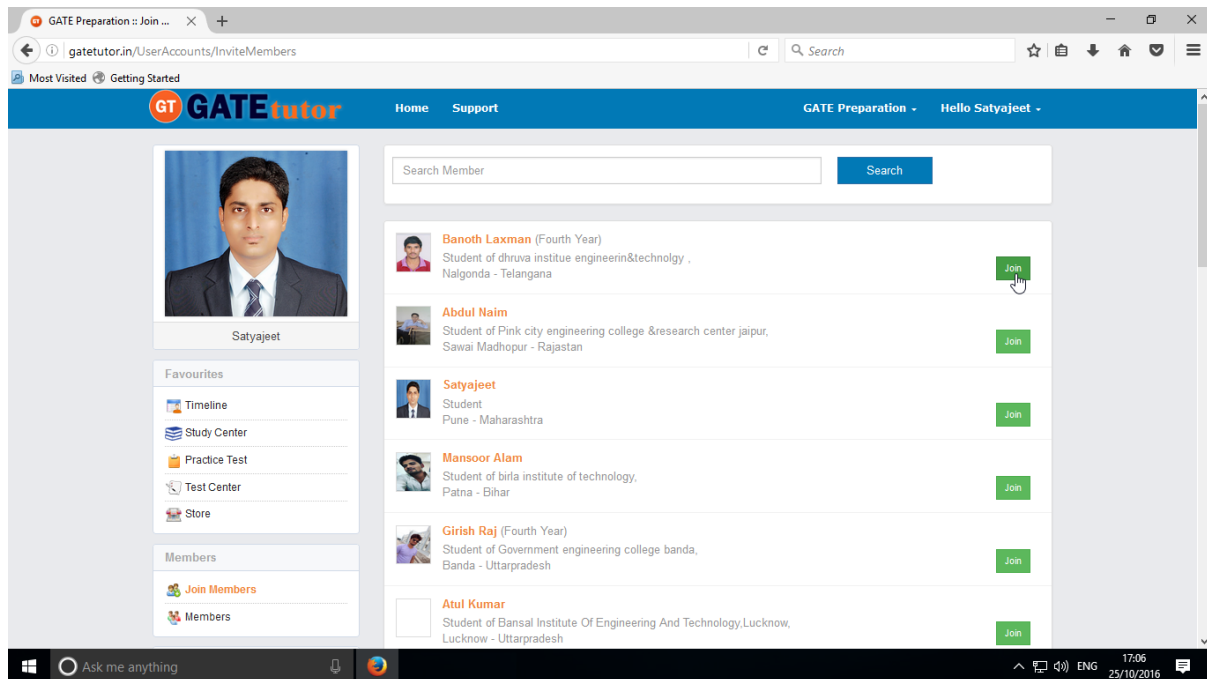 GATE Preparation :: Join ...
gatetutor.in/UserAccounts/InviteMembers
Search
Most Visited
Getting Started
GT GATEtutor
Home
Support
GATE Preparation
Hello Satyajeet
Satyajeet
Favourites
Timeline
Study Center
Practice Test
Test Center
Store
Members
Join Members
Members
Search Member
Search
Banoth Laxman (Fourth Year)
Student of dhruva institue engineerin&technolgy ,
Nalgonda - Telangana
Join
Abdul Naim
Student of Pink city engineering college &research center jaipur,
Sawai Madhopur - Rajastan
Join
Satyajeet
Student
Pune - Maharashtra
Join
Mansoor Alam
Student of birla institute of technology,
Patna - Bihar
Join
Girish Raj (Fourth Year)
Student of Government engineering college banda,
Banda - Uttarpradesh
Join
Atul Kumar
Student of Bansal Institute Of Engineering And Technology,Lucknow,
Lucknow - Uttarpradesh
Join
Ask me anything
ENG
17:06
25/10/2016